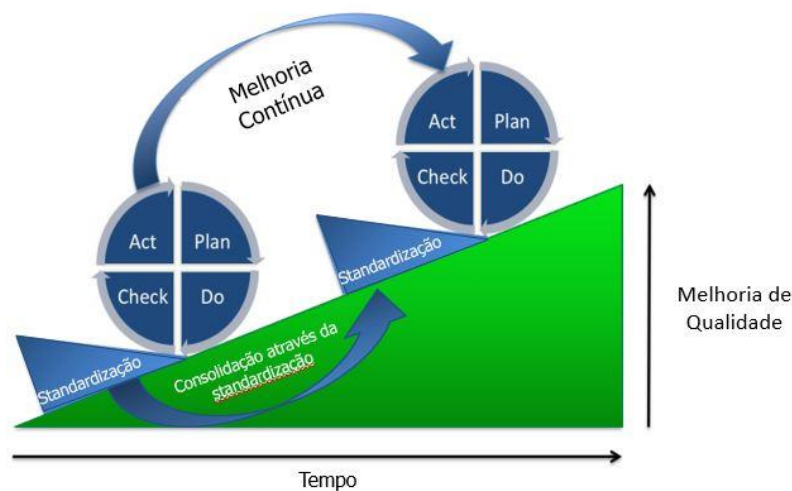 Melhoria
Contínua
Act Plan
Check Do
Act Plan
Check Do
Standardização
Standardização
Consolidação através da
standardização
Melhoria de
Qualidade
Tempo